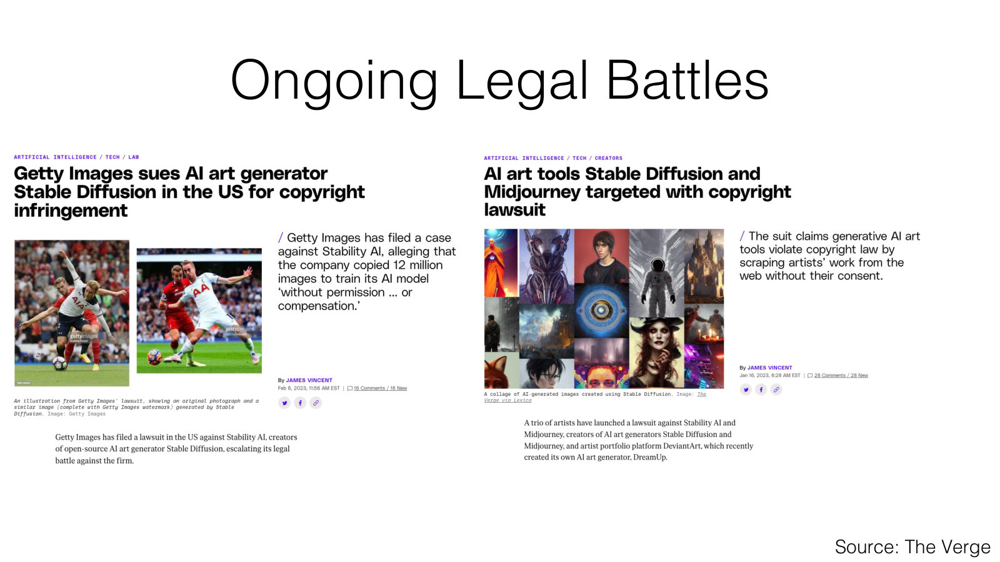 Ongoing Legal Battles
ARTIFICIAL INTELLIGENCE / TECH / LAW
Getty Images sues AI art generator
Stable Diffusion in the US for copyright
infringement
AIA
gettyimages
AA
/ Getty Images has filed a case
against Stability AI, alleging that
the company copied 12 million
images to train its AI model
‘without permission ... or
compensation.’
By JAMES VINCENT
Feb 6, 2023, 11:56 AM EST | 16 Comments / 16 New
An illustration from Getty Images' lawsuit, showing an original photograph and a
similar image (complete with Getty Images watermark) generated by Stable
Diffusion. Image: Getty Images
Getty Images has filed a lawsuit in the US against Stability AI, creators
of open-source AI art generator Stable Diffusion, escalating its legal
battle against the firm.
ARTIFICIAL INTELLIGENCE / TECH / CREATORS
AI art tools Stable Diffusion and
Midjourney targeted with copyright
lawsuit
/ The suit claims generative AI art
tools violate copyright law by
scraping artists’ work from the
web without their consent.
By JAMES VINCENT
Jan 16, 2023, 6:28 AM EST | 28 Comments / 28 New
A collage of AI-generated images created using Stable Diffusion. Image: The
Verge via Lexica
A trio of artists have launched a lawsuit against Stability AI and
Midjourney, creators of AI art generators Stable Diffusion and
Midjourney, and artist portfolio platform DeviantArt, which recently
created its own AI art generator, DreamUp.
Source: The Verge